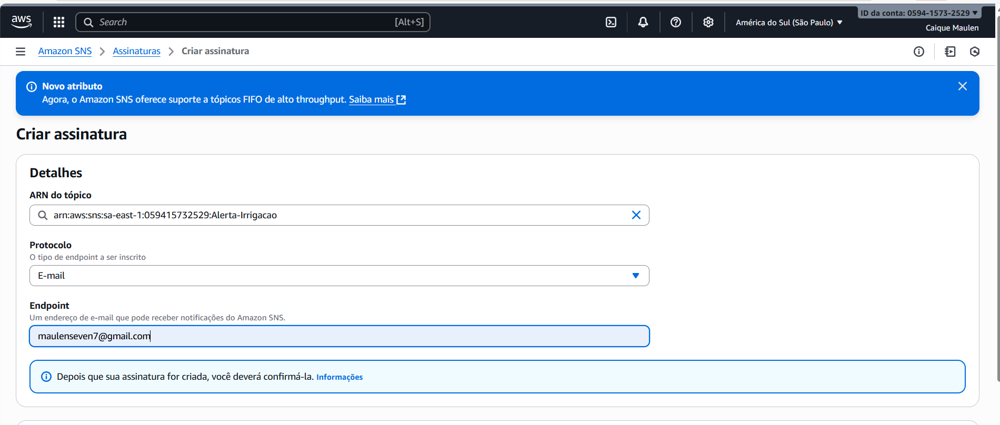 aws
Search
[Alt+S]
América do Sul (São Paulo)
ID da conta: 0594-1573-2529
Caique Maulen
Amazon SNS
Assinaturas
Criar assinatura
Novo atributo
Agora, o Amazon SNS oferece suporte a tópicos FIFO de alto throughput. Saiba mais
Criar assinatura
Detalhes
ARN do tópico
arn:aws:sns:sa-east-1:059415732529:Alerta-Irrigacao
Protocolo
O tipo de endpoint a ser inscrito
E-mail
Endpoint
Um endereço de e-mail que pode receber notificações do Amazon SNS.
maulenseven7@gmail.com
Depois que sua assinatura for criada, você deverá confirmá-la. Informações